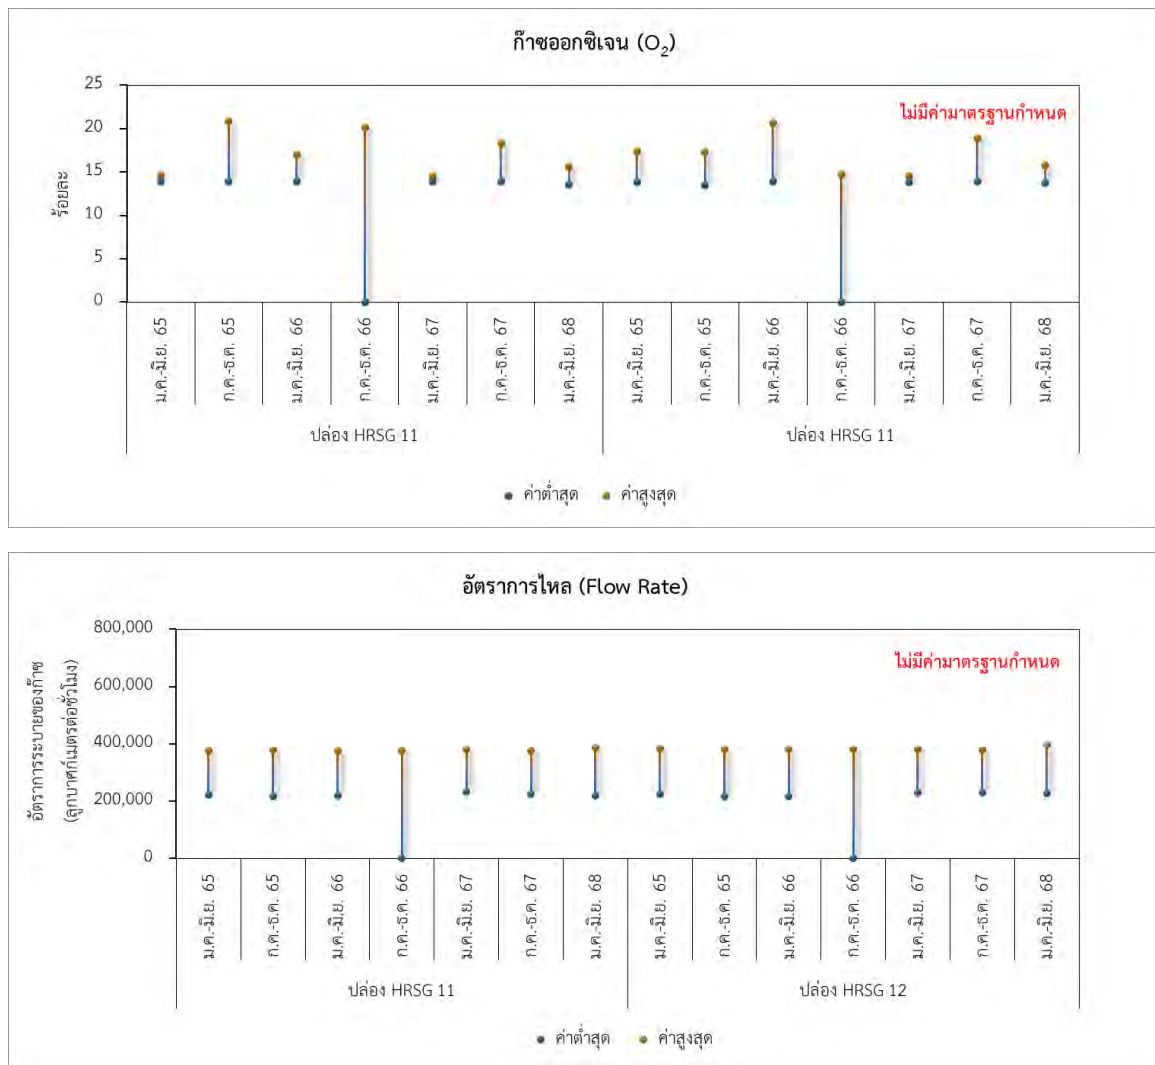 ก๊าซออกซิเจน (O2)
ไม่มีค่ามาตรฐานกำหนด
ร้อยละ
25
20
15
10
5
0
ม.ค.-มิ.ย. 65
ก.ค.-ธ.ค. 65
ม.ค.-มิ.ย. 66
ก.ค.-ธ.ค. 66
ม.ค.-มิ.ย. 67
ก.ค.-ธ.ค. 67
ม.ค.-มิ.ย. 68
ม.ค.-มิ.ย. 65
ก.ค.-ธ.ค. 65
ม.ค.-มิ.ย. 66
ก.ค.-ธ.ค. 66
ม.ค.-มิ.ย. 67
ก.ค.-ธ.ค. 67
ม.ค.-มิ.ย. 68
ปล่อง HRSG 11
ปล่อง HRSG 11
ค่าต่ำสุด
ค่าสูงสุด
อัตราการไหล (Flow Rate)
ไม่มีค่ามาตรฐานกำหนด
อัตราการระบายของก๊าซ
(ลูกบาศก์เมตรต่อชั่วโมง)
800,000
600,000
400,000
200,000
0
ม.ค.-มิ.ย. 65
ก.ค.-ธ.ค. 65
ม.ค.-มิ.ย. 66
ก.ค.-ธ.ค. 66
ม.ค.-มิ.ย. 67
ก.ค.-ธ.ค. 67
ม.ค.-มิ.ย. 68
ม.ค.-มิ.ย. 65
ก.ค.-ธ.ค. 65
ม.ค.-มิ.ย. 66
ก.ค.-ธ.ค. 66
ม.ค.-มิ.ย. 67
ก.ค.-ธ.ค. 67
ม.ค.-มิ.ย. 68
ปล่อง HRSG 11
ปล่อง HRSG 12
ค่าต่ำสุด
ค่าสูงสุด